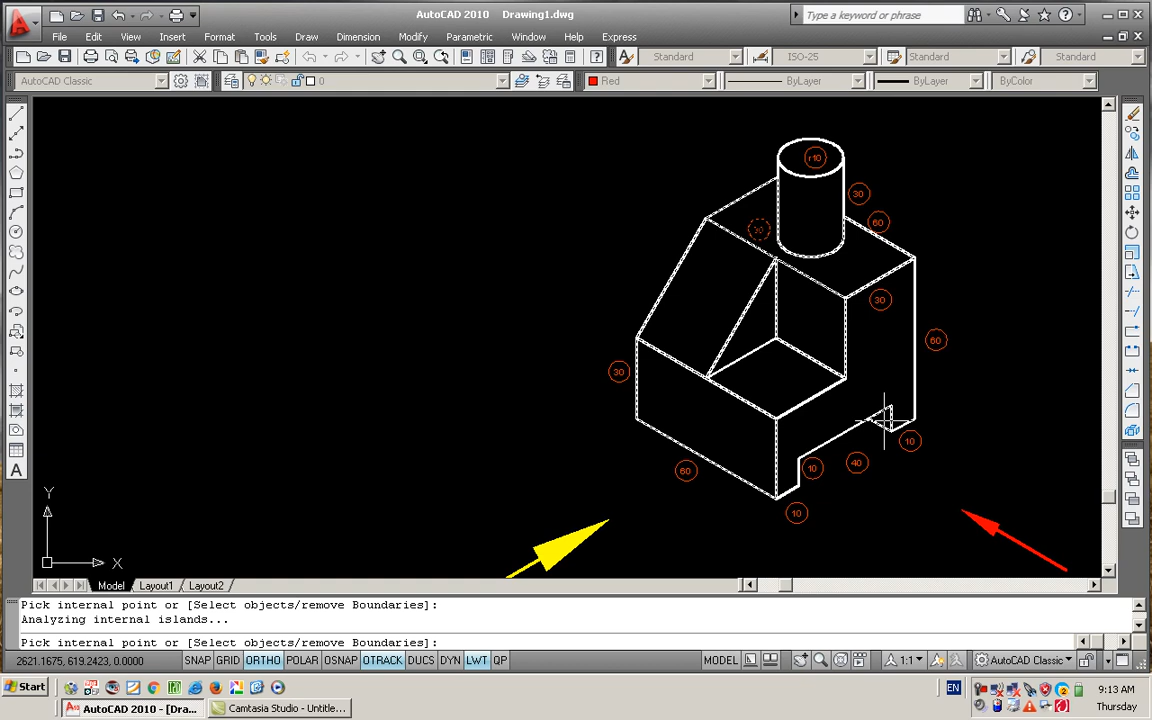 AutoCAD 2010 Drawing1.dwg
Type a keyword or phrase
File Edit View Insert Format Tools Draw Dimension Modify Parametric Window Help Express
Standard ISO-25 Standard Standard
AutoCAD Classic 0 Red ByLayer ByLayer ByColor
r10
30
60
30
60
30
10
10
40
60
10
Y
X
Model Layout1 Layout2
Pick internal point or [Select objects/remove Boundaries]:
Analyzing internal islands...
Pick internal point or [Select objects/remove Boundaries]:
2621.1675, 619.2423, 0.0000 SNAP GRID ORTHO POLAR OSNAP OTRACK DUCS DYN LWT QP MODEL 1:1 AutoCAD Classic
Start EN 9:13 AM
AutoCAD 2010 - [Dra... Camtasia Studio - Untitle... Thursday